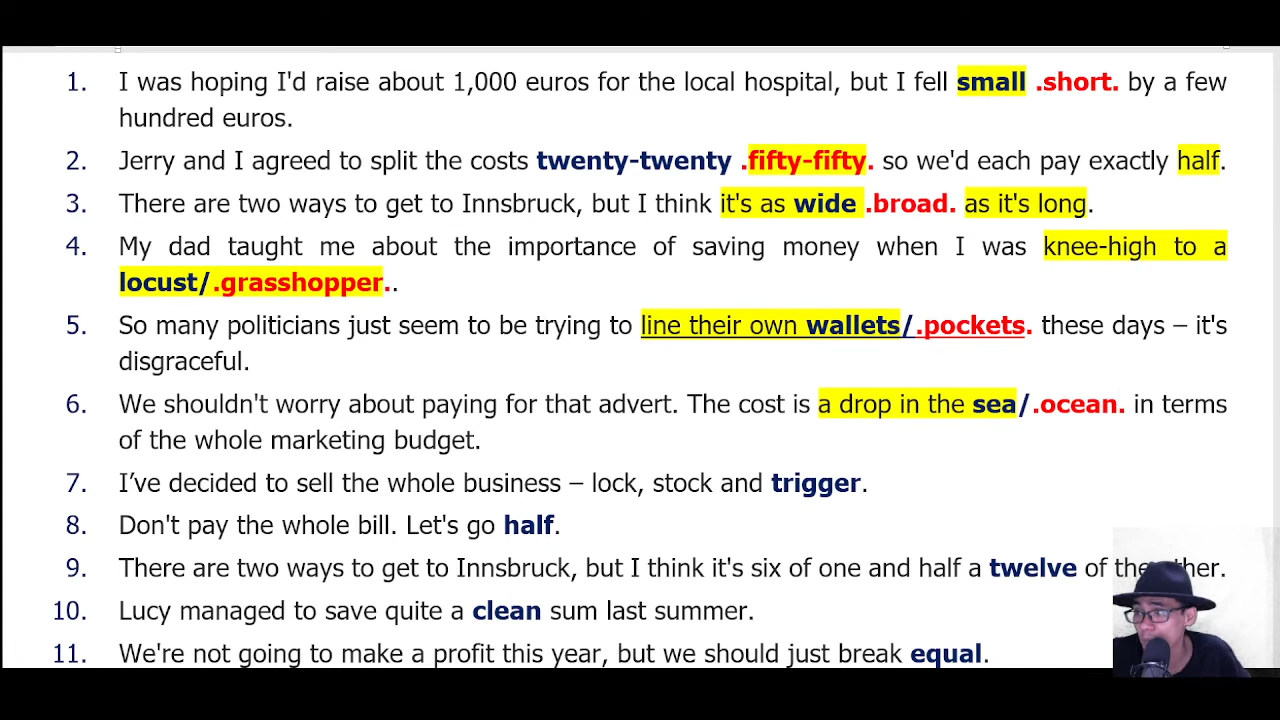 1. I was hoping I'd raise about 1,000 euros for the local hospital, but I fell small .short. by a few
hundred euros.
2. Jerry and I agreed to split the costs twenty-twenty .fifty-fifty. so we'd each pay exactly half.
3. There are two ways to get to Innsbruck, but I think it's as wide .broad. as it's long.
4. My dad taught me about the importance of saving money when I was knee-high to a
locust/.grasshopper..
5. So many politicians just seem to be trying to line their own wallets/.pockets. these days – it's
disgraceful.
6. We shouldn't worry about paying for that advert. The cost is a drop in the sea/.ocean. in terms
of the whole marketing budget.
7. I’ve decided to sell the whole business – lock, stock and trigger.
8. Don't pay the whole bill. Let's go half.
9. There are two ways to get to Innsbruck, but I think it's six of one and half a twelve of the
10. Lucy managed to save quite a clean sum last summer.
11. We're not going to make a profit this year, but we should just break equal.